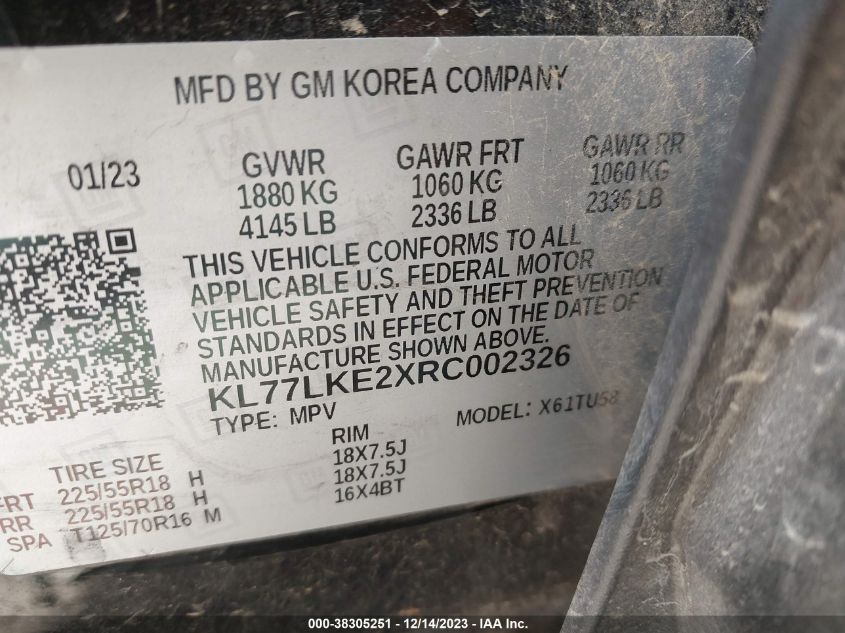 MFD BY GM KOREA COMPANY
01/23 GVWR GAWR FRT GAWR RR
1880 KG 1060 KG 1060 KG
4145 LB 2336 LB 2336 LB
THIS VEHICLE CONFORMS TO ALL
APPLICABLE U.S. FEDERAL MOTOR
VEHICLE SAFETY AND THEFT PREVENTION
STANDARDS IN EFFECT ON THE DATE OF
MANUFACTURE SHOWN ABOVE.
KL77LKE2XRC002326
TYPE: MPV MODEL: X61TU58
TIRE SIZE RIM
FRT 225/55R18 H 18X7.5J
RR 225/55R18 H 18X7.5J
SPA T125/70R16 M 16X4BT
000-38305251 - 12/14/2023 - IAA Inc.